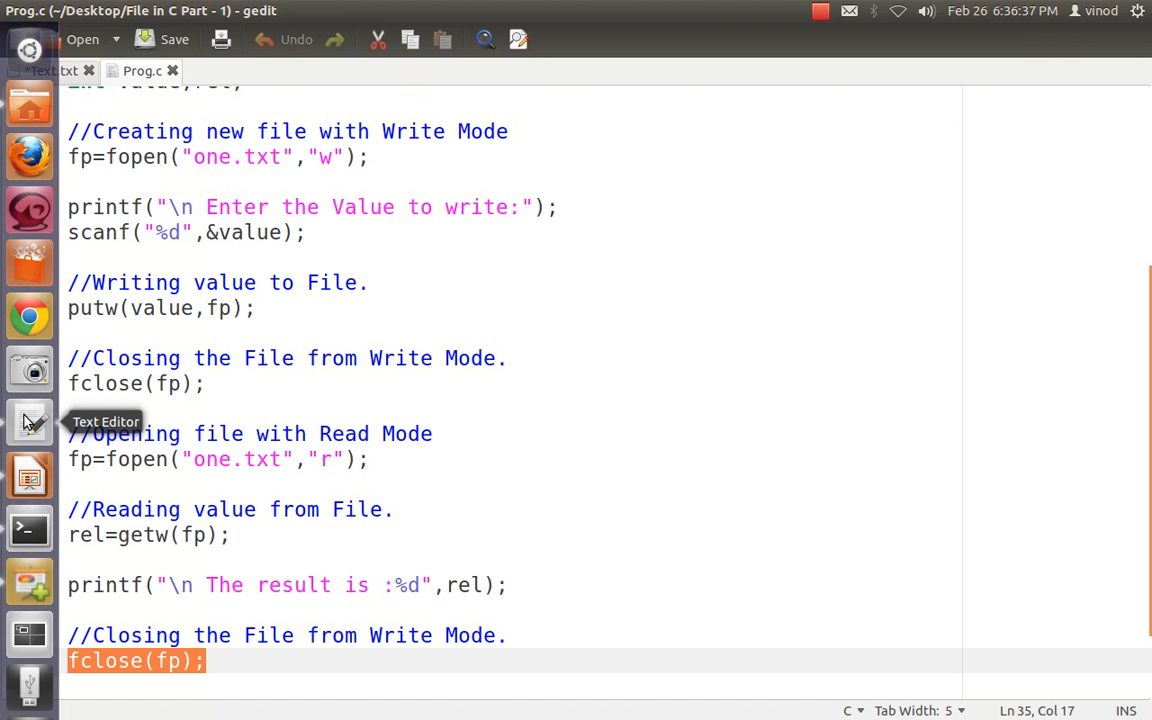 Prog.c (~/Desktop/File in C Part - 1) - gedit
Feb 26 6:36:37 PM
vinod
Open
Save
Undo
*Text.txt
Prog.c
int value,rel;
//Creating new file with Write Mode
fp=fopen("one.txt","w");
printf("\n Enter the Value to write:");
scanf("%d",&value);
//Writing value to File.
putw(value,fp);
//Closing the File from Write Mode.
fclose(fp);
Text Editor
//Opening file with Read Mode
fp=fopen("one.txt","r");
//Reading value from File.
rel=getw(fp);
printf("\n The result is :%d",rel);
//Closing the File from Write Mode.
fclose(fp);
C
Tab Width: 5
Ln 35, Col 17
INS